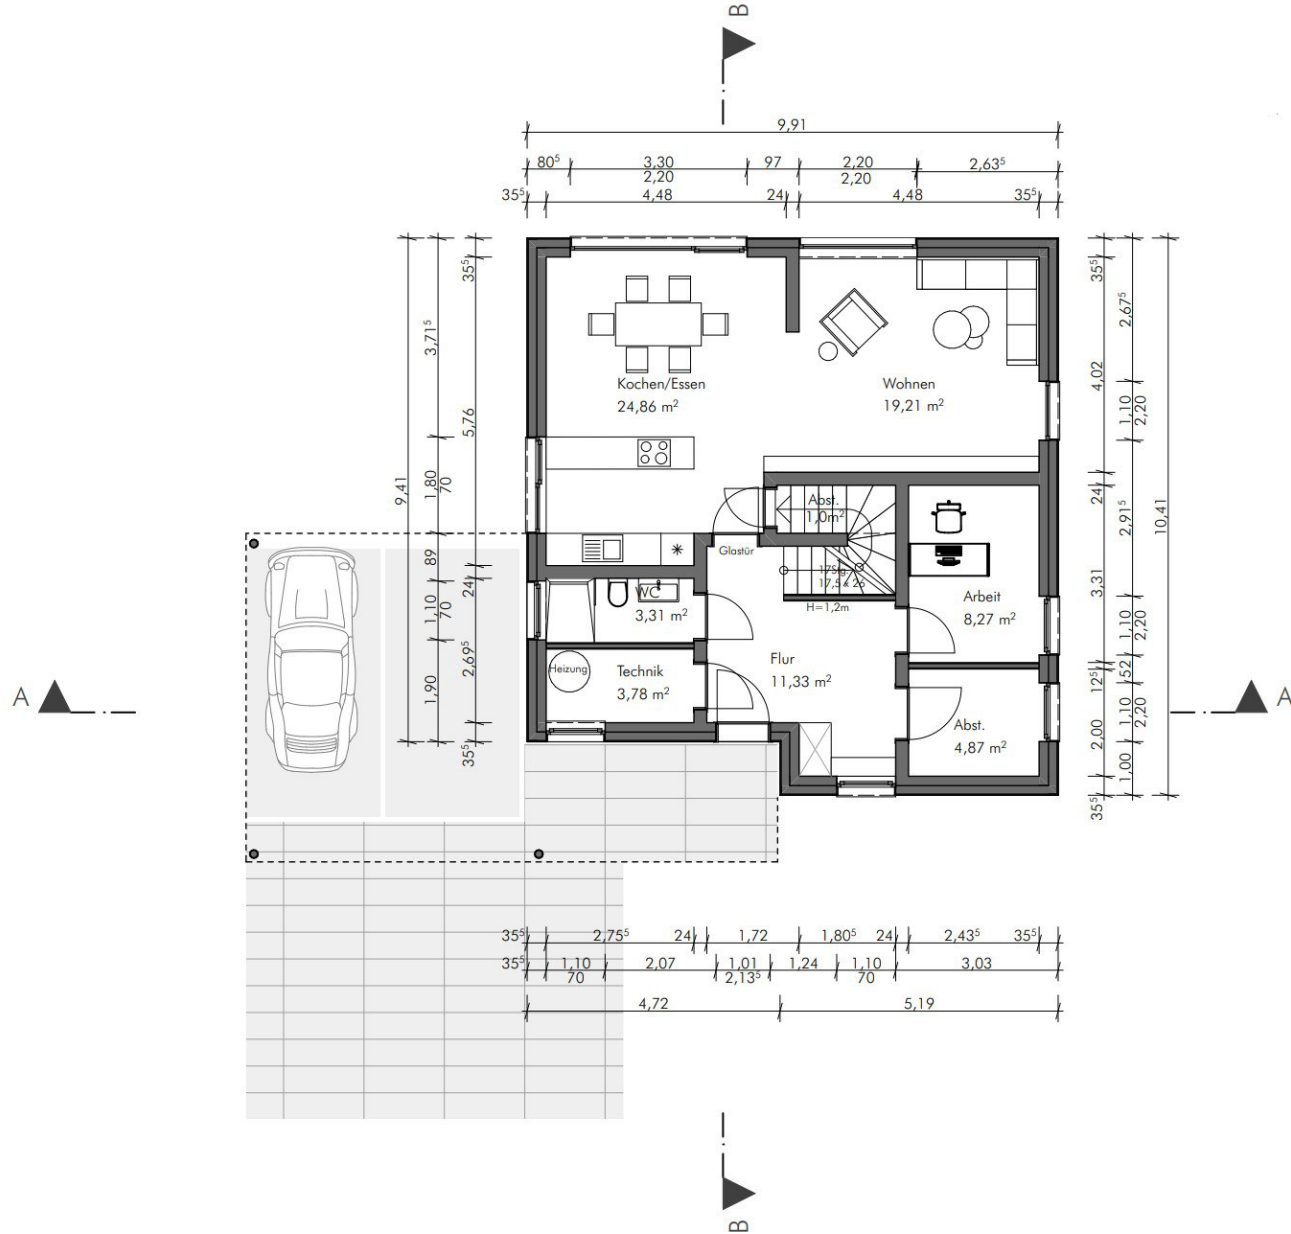 B
9,91
80⁵ 3,30 97 2,20 2,63⁵
2,20 2,20
35⁵ 4,48 24 4,48 35⁵
9,41
3,71⁵
1,80
70
89
1,10
70
1,90
35⁵
5,76
24
2,69⁵
35⁵
35⁵
4,02
24
3,31
12⁵
2,00
35⁵
2,67⁵
1,10
2,20
2,91⁵
1,10
2,20
52
1,10
2,20
1,00
10,41
Kochen/Essen
24,86 m²
Wohnen
19,21 m²
Abst.
1,0m²
Glastür
17Stg.
17,5 x 26
H=1,2m
WC
3,31 m²
Arbeit
8,27 m²
Heizung
Technik
3,78 m²
Flur
11,33 m²
Abst.
4,87 m²
A
A
35⁵ 2,75⁵ 24 1,72 1,80⁵ 24 2,43⁵ 35⁵
35⁵ 1,10 2,07 1,01 1,24 1,10 3,03
70 2,13⁵ 70
4,72 5,19
B